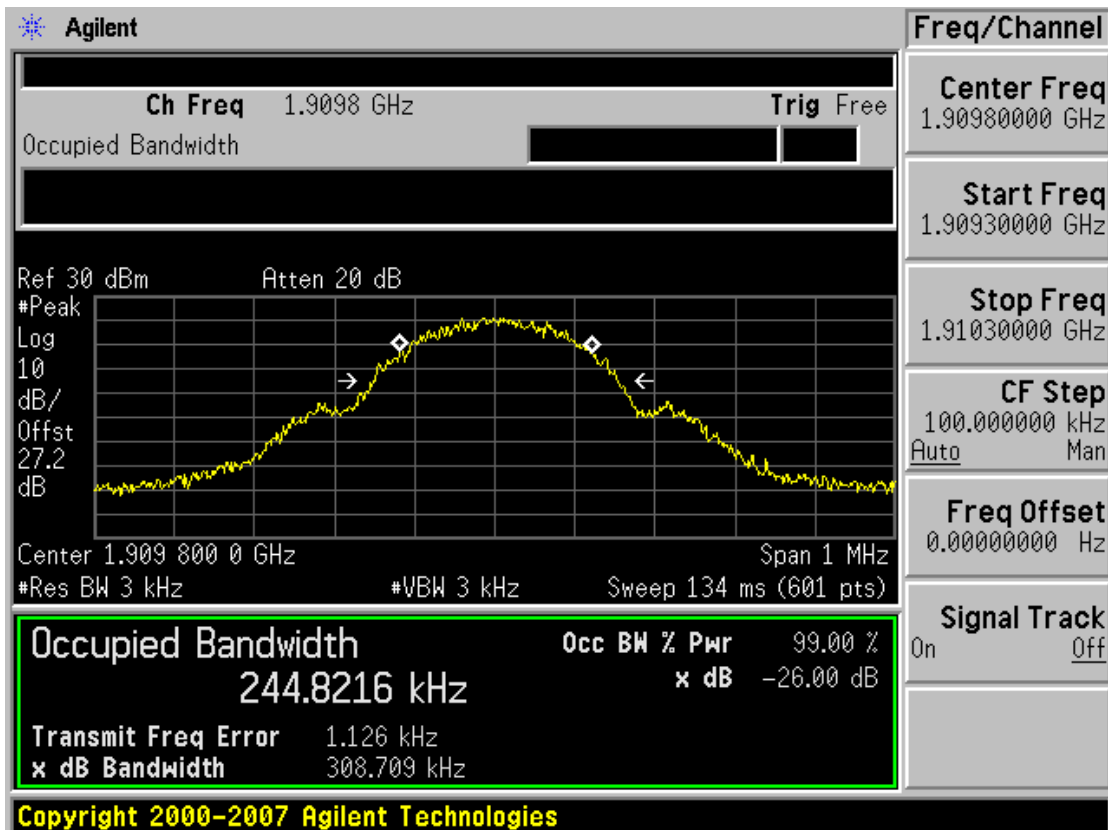 Agilent
Freq/Channel
Ch Freq 1.9098 GHz Trig Free
Occupied Bandwidth
Center Freq
1.90980000 GHz
Start Freq
1.90930000 GHz
Stop Freq
1.91030000 GHz
CF Step
100.000000 kHz
Auto Man
Freq Offset
0.00000000 Hz
Signal Track
On Off
Ref 30 dBm Atten 20 dB
#Peak
Log
10
dB/
Offst
27.2
dB
Center 1.909 800 0 GHz Span 1 MHz
#Res BW 3 kHz #VBW 3 kHz Sweep 134 ms (601 pts)
Occupied Bandwidth Occ BW % Pwr 99.00 %
244.8216 kHz x dB -26.00 dB
Transmit Freq Error 1.126 kHz
x dB Bandwidth 308.709 kHz
Copyright 2000-2007 Agilent Technologies